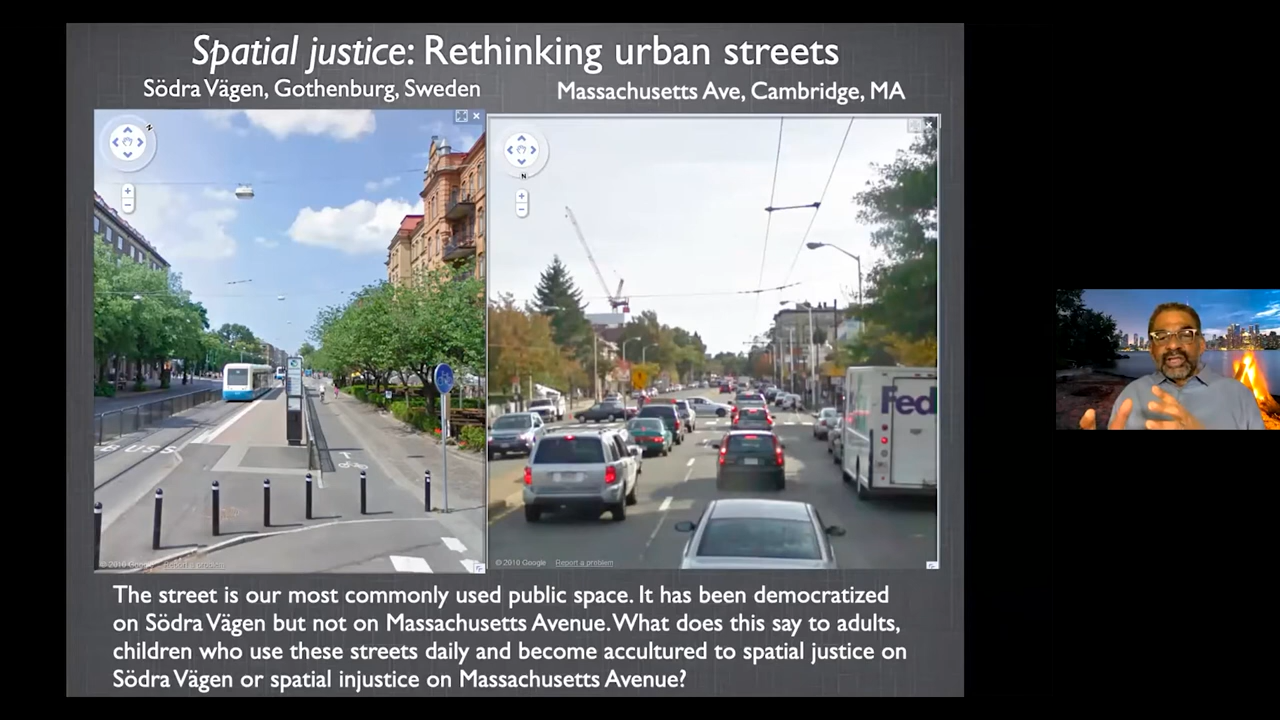 Spatial justice: Rethinking urban streets
Södra Vägen, Gothenburg, Sweden
Massachusetts Ave, Cambridge, MA
N
N
BUSS
Fed
© 2010 Google Report a problem
© 2010 Google Report a problem
The street is our most commonly used public space. It has been democratized
on Södra Vägen but not on Massachusetts Avenue. What does this say to adults,
children who use these streets daily and become accultured to spatial justice on
Södra Vägen or spatial injustice on Massachusetts Avenue?